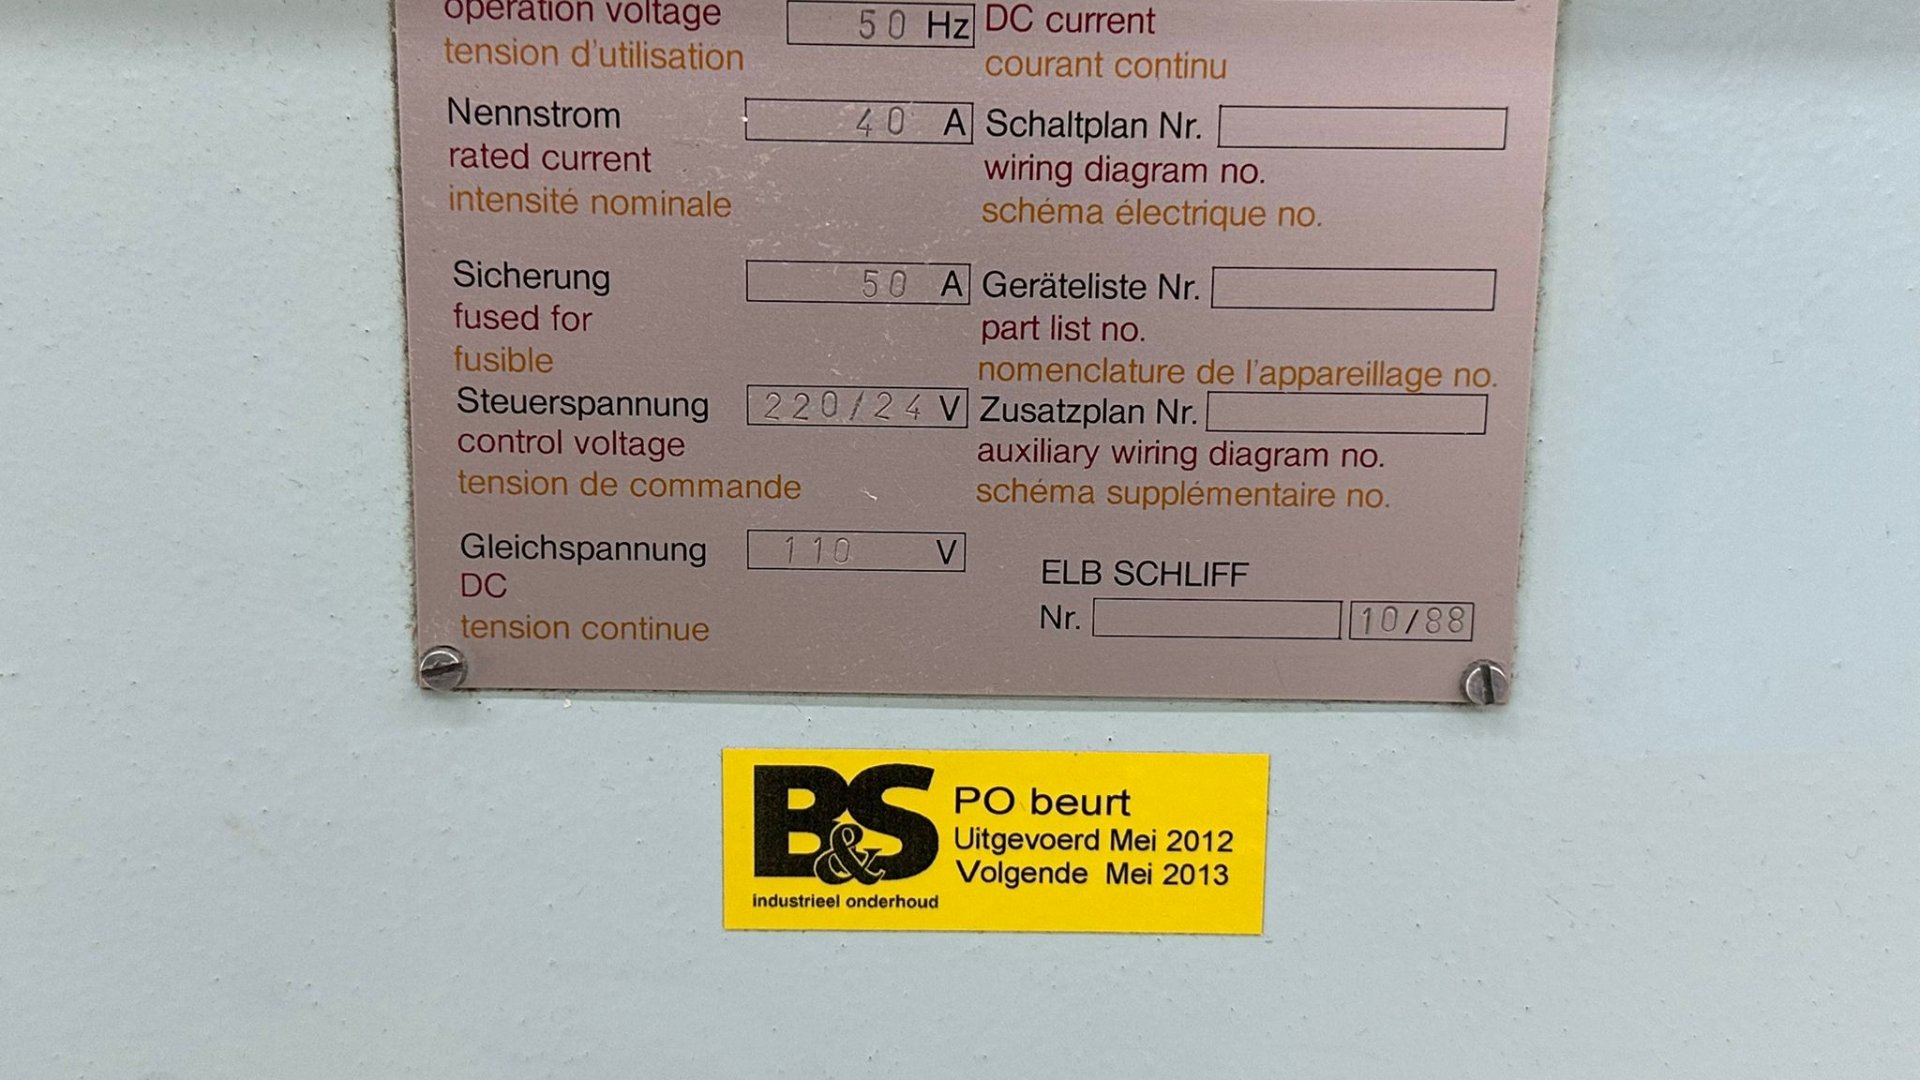 operation voltage 50 Hz DC current
tension d'utilisation courant continu
Nennstrom 40 A Schaltplan Nr.
rated current wiring diagram no.
intensité nominale schéma électrique no.
Sicherung 50 A Geräteliste Nr.
fused for part list no.
fusible nomenclature de l'appareillage no.
Steuerspannung 220/24 V Zusatzplan Nr.
control voltage auxiliary wiring diagram no.
tension de commande schéma supplémentaire no.
Gleichspannung 110 V
DC ELB SCHLIFF
tension continue Nr. 10/88
B&S PO beurt
Uitgevoerd Mei 2012
Volgende Mei 2013
industrieel onderhoud